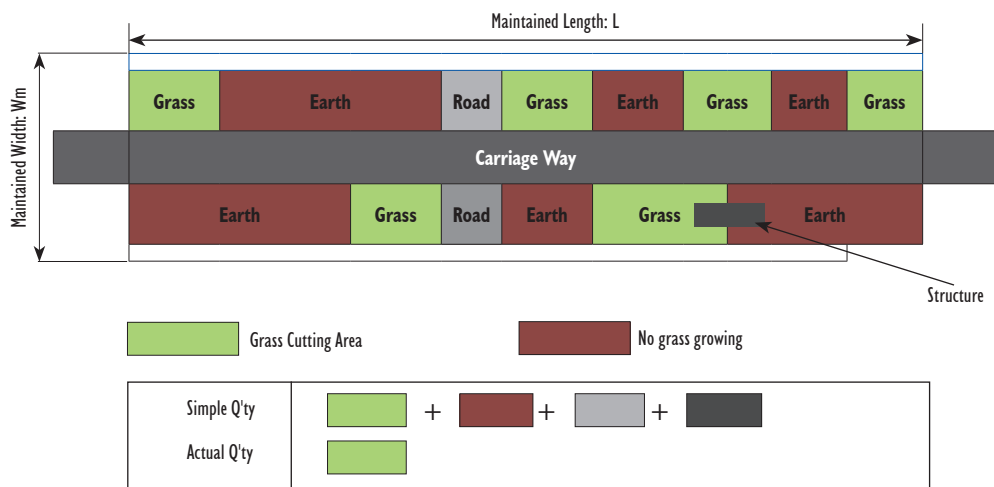 Maintained Length: L
Maintained Width: Wm
Grass Earth Road Grass Earth Grass Earth Grass
Carriage Way
Earth Grass Road Earth Grass Earth
Structure
Grass Cutting Area
No grass growing
Simple Q'ty + + +
Actual Q'ty